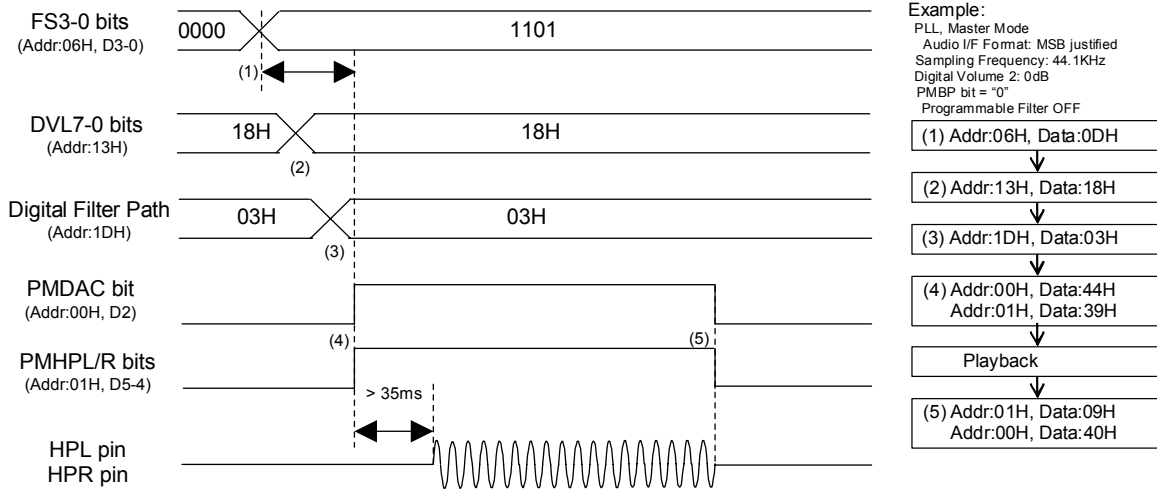 FS3-0 bits
(Addr:06H, D3-0)
0000
1101
(1)
DVL7-0 bits
(Addr:13H)
18H
18H
(2)
Digital Filter Path
(Addr:1DH)
03H
03H
(3)
PMDAC bit
(Addr:00H, D2)
(4)
(5)
PMHPL/R bits
(Addr:01H, D5-4)
> 35ms
HPL pin
HPR pin
Example:
PLL, Master Mode
Audio I/F Format: MSB justified
Sampling Frequency: 44.1KHz
Digital Volume 2: 0dB
PMBP bit = “0”
Programmable Filter OFF
(1) Addr:06H, Data:0DH
(2) Addr:13H, Data:18H
(3) Addr:1DH, Data:03H
(4) Addr:00H, Data:44H
Addr:01H, Data:39H
Playback
(5) Addr:01H, Data:09H
Addr:00H, Data:40H